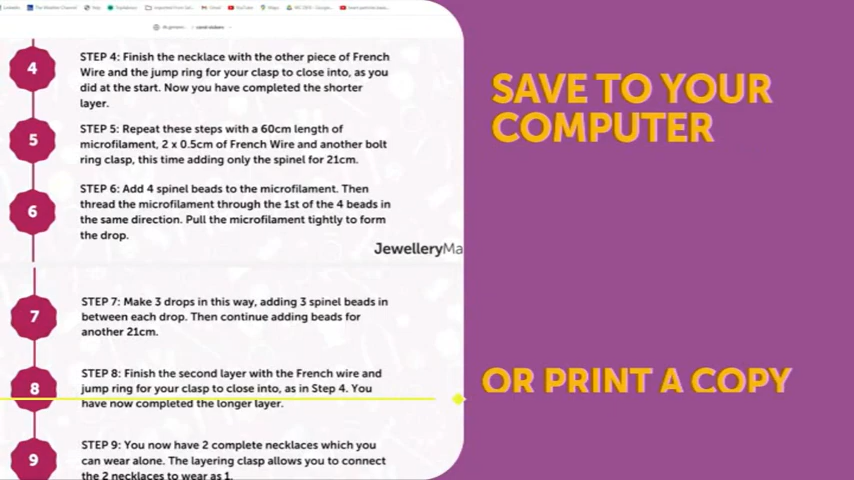 The Weather Channel
Yelp
Gmail
YouTube
Maps
4
STEP 4: Finish the necklace with the other piece of French
Wire and the jump ring for your clasp to close into, as you
did at the start. Now you have completed the shorter
layer.
5
STEP 5: Repeat these steps with a 60cm length of
microfilament, 2 x 0.5cm of French Wire and another bolt
ring clasp, this time adding only the spinel for 21cm.
6
STEP 6: Add 4 spinel beads to the microfilament. Then
thread the microfilament through the 1st of the 4 beads in
the same direction. Pull the microfilament tightly to form
the drop.
JewelleryMa
7
STEP 7: Make 3 drops in this way, adding 3 spinel beads in
between each drop. Then continue adding beads for
another 21cm.
8
STEP 8: Finish the second layer with the French wire and
jump ring for your clasp to close into, as in Step 4. You
have now completed the longer layer.
9
STEP 9: You now have 2 complete necklaces which you
can wear alone. The layering clasp allows you to connect
the 2 necklaces to wear as 1.
SAVE TO YOUR
COMPUTER
OR PRINT A COPY